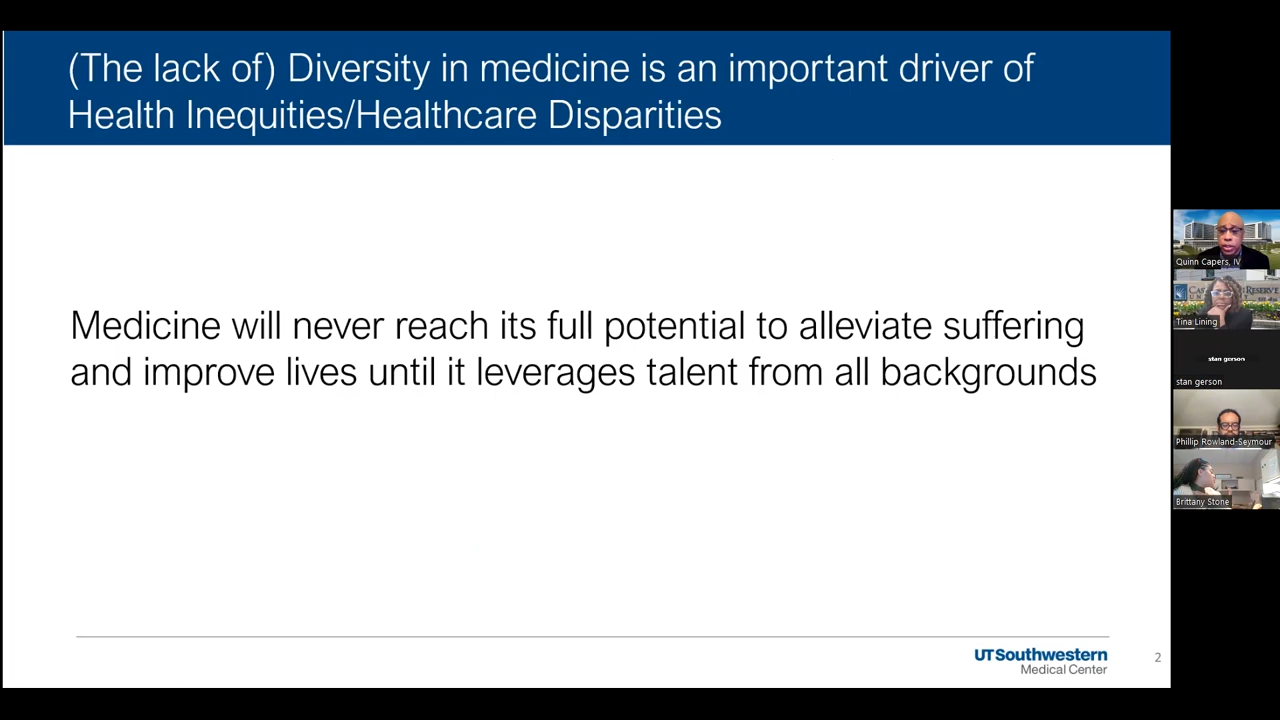 (The lack of) Diversity in medicine is an important driver of
Health Inequities/Healthcare Disparities
Medicine will never reach its full potential to alleviate suffering
and improve lives until it leverages talent from all backgrounds
UTSouthwestern
Medical Center
2
Quinn Capers, IV
Tina Lining
stan gerson
stan gerson
Phillip Rowland-Seymour
Brittany Stone